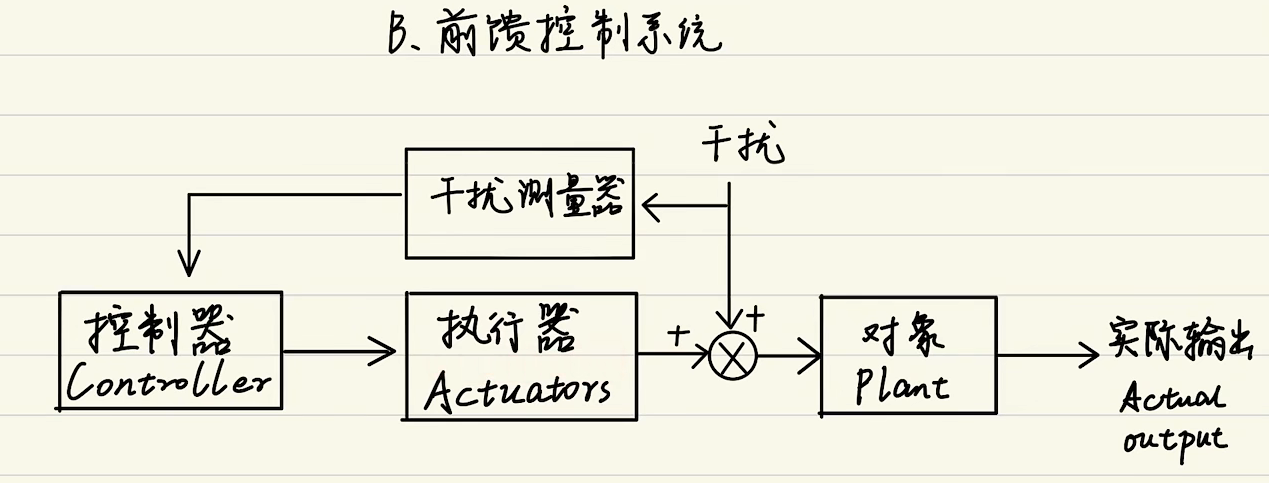 B、前馈控制系统
干扰
干扰测量器
+
控制器
Controller
执行器
Actuators
+
对象
Plant
实际输出
Actual
output